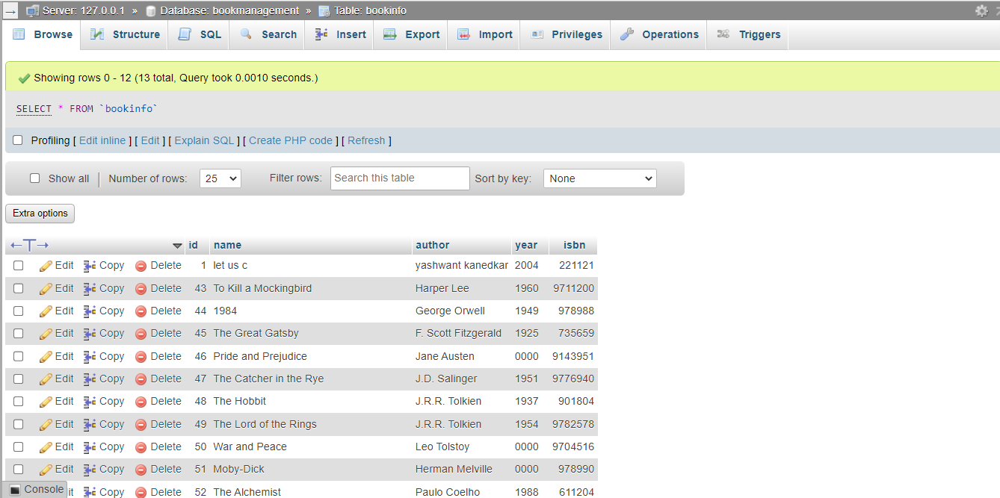 Server: 127.0.0.1 » Database: bookmanagement » Table: bookinfo
Browse Structure SQL Search Insert Export Import Privileges Operations Triggers
Showing rows 0 - 12 (13 total, Query took 0.0010 seconds.)
SELECT * FROM `bookinfo`
Profiling [ Edit inline ] [ Edit ] [ Explain SQL ] [ Create PHP code ] [ Refresh ]
Show all | Number of rows: 25 Filter rows: Search this table Sort by key: None
Extra options
←T→ id name author year isbn
Edit Copy Delete 1 let us c yashwant kanedkar 2004 221121
Edit Copy Delete 43 To Kill a Mockingbird Harper Lee 1960 9711200
Edit Copy Delete 44 1984 George Orwell 1949 978988
Edit Copy Delete 45 The Great Gatsby F. Scott Fitzgerald 1925 735659
Edit Copy Delete 46 Pride and Prejudice Jane Austen 0000 9143951
Edit Copy Delete 47 The Catcher in the Rye J.D. Salinger 1951 9776940
Edit Copy Delete 48 The Hobbit J.R.R. Tolkien 1937 901804
Edit Copy Delete 49 The Lord of the Rings J.R.R. Tolkien 1954 9782578
Edit Copy Delete 50 War and Peace Leo Tolstoy 0000 9704516
Edit Copy Delete 51 Moby-Dick Herman Melville 0000 978990
Console it Copy Delete 52 The Alchemist Paulo Coelho 1988 611204